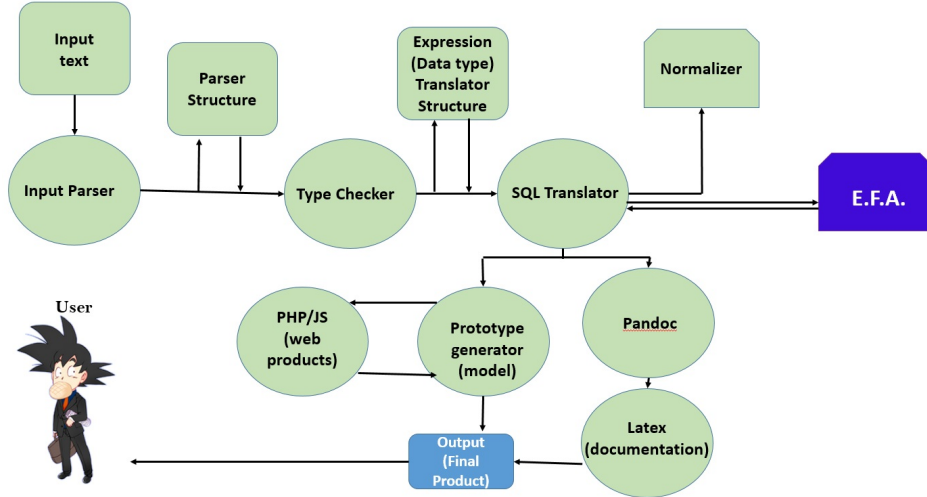 Input
text
Parser
Structure
Expression
(Data type)
Translator
Structure
Normalizer
Input Parser
Type Checker
SQL Translator
E.F.A.
User
PHP/JS
(web
products)
Prototype
generator
(model)
Pandoc
Output
(Final
Product)
Latex
(documentation)